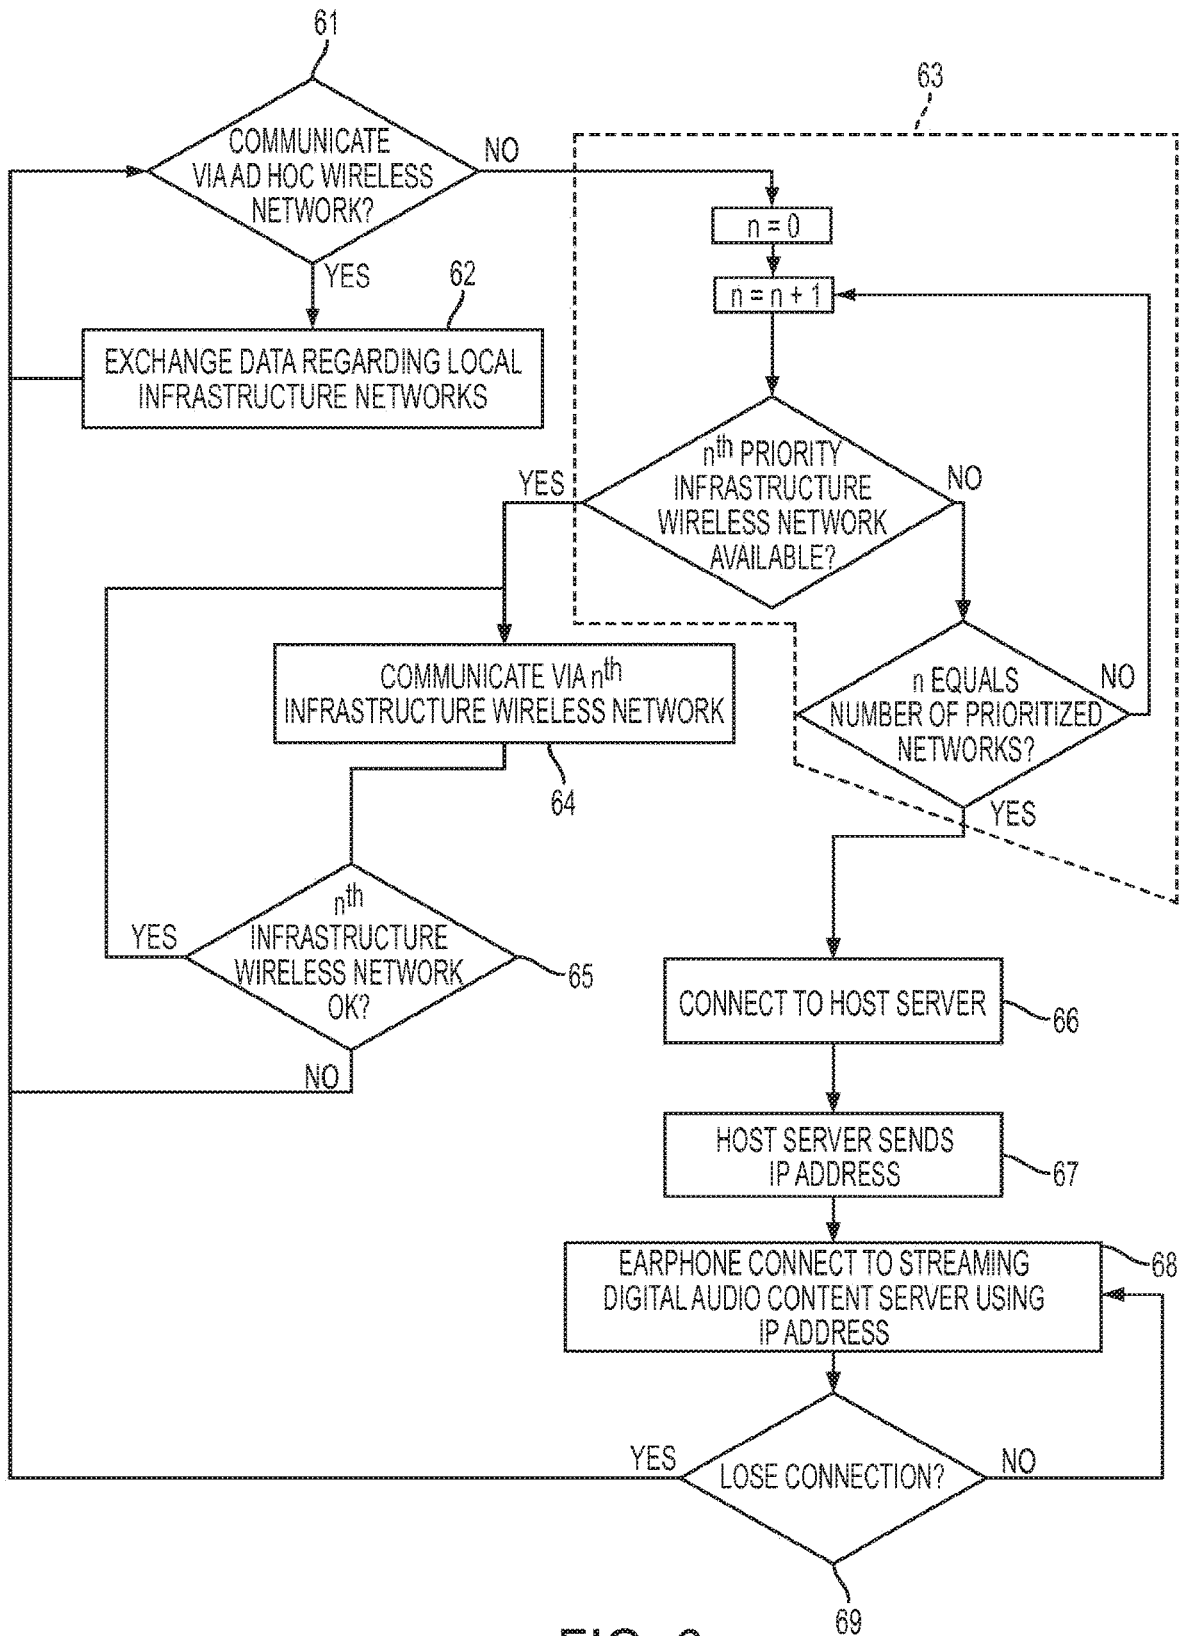 61
COMMUNICATE
VIA AD HOC WIRELESS
NETWORK?
NO
YES
62
EXCHANGE DATA REGARDING LOCAL
INFRASTRUCTURE NETWORKS
63
n = 0
n = n + 1
nth PRIORITY
INFRASTRUCTURE
WIRELESS NETWORK
AVAILABLE?
YES
NO
n EQUALS
NUMBER OF PRIORITIZED
NETWORKS?
NO
YES
COMMUNICATE VIA nth
INFRASTRUCTURE WIRELESS NETWORK
64
nth
INFRASTRUCTURE
WIRELESS NETWORK
OK?
YES
65
NO
CONNECT TO HOST SERVER
66
HOST SERVER SENDS
IP ADDRESS
67
EARPHONE CONNECT TO STREAMING
DIGITAL AUDIO CONTENT SERVER USING
IP ADDRESS
68
LOSE CONNECTION?
YES
NO
69